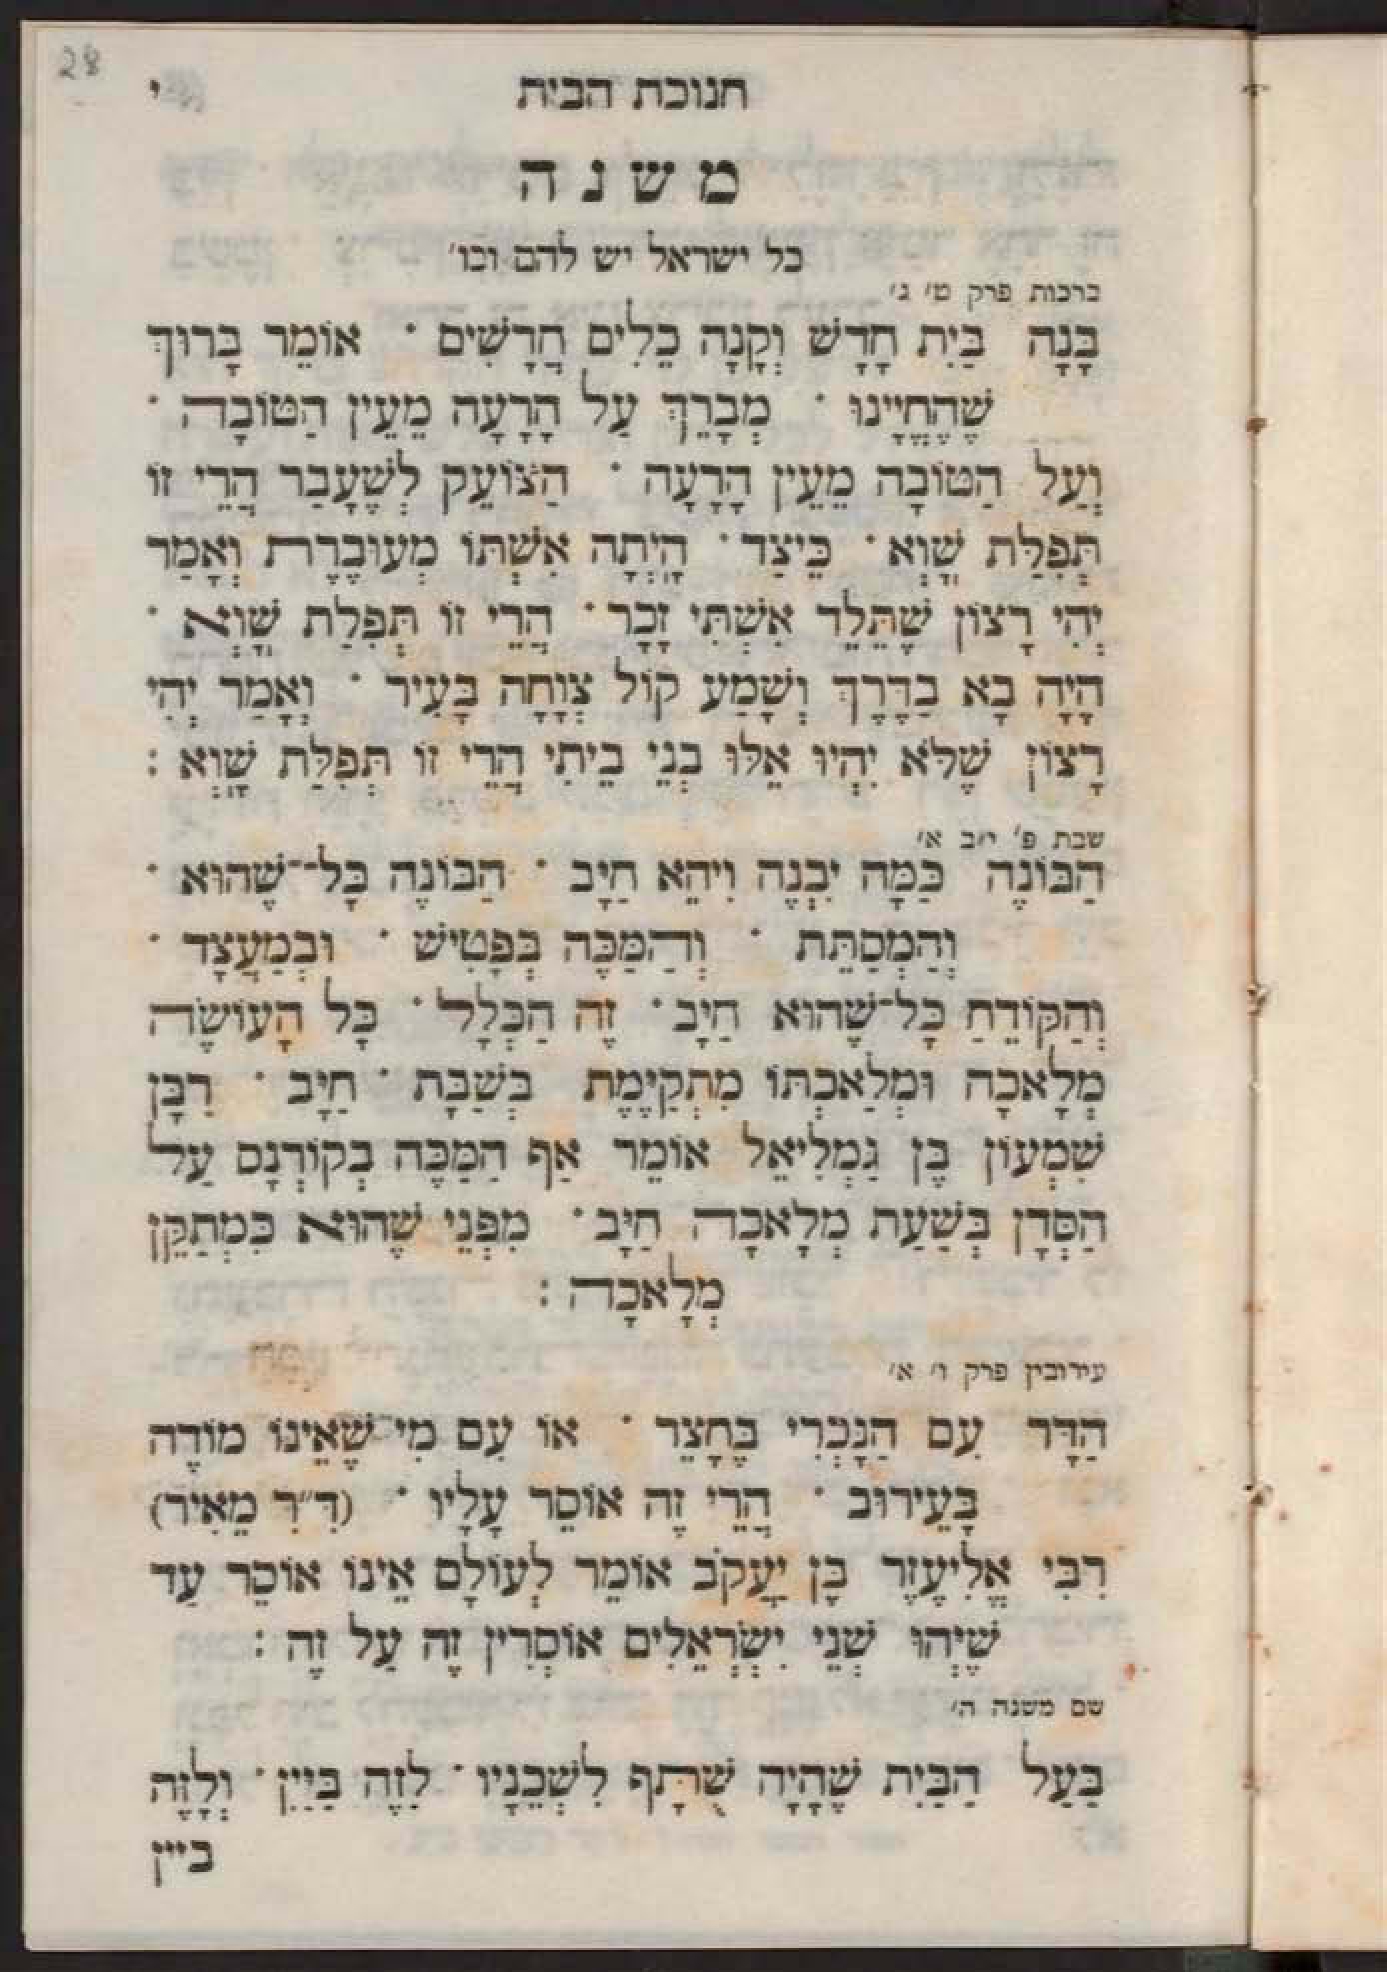 28
חנוכת הבית י
משנה
כל ישראל יש להם וכו'
ברכות פרק ט' ג'
בָּנָה בַּיִת חָדָשׁ וְקָנָה כֵלִים חֲדָשִׁים · אוֹמֵר בָּרוּךְ
שֶׁהֶחֱיָינוּ · מְבָרֵךְ עַל הָרָעָה מֵעֵין הַטּוֹבָה ·
וְעַל הַטּוֹבָה מֵעֵין הָרָעָה · הַצּוֹעֵק לְשֶׁעָבַר הֲרֵי זוֹ
תְּפִלַּת שָׁוְא · כֵּיצַד · הָיְתָה אִשְׁתּוֹ מְעוּבֶּרֶת וְאָמַר
יְהִי רָצוֹן שֶׁתֵּלֵד אִשְׁתִּי זָכָר · הֲרֵי זוֹ תְּפִלַּת שָׁוְא ·
הָיָה בָא בַדֶּרֶךְ וְשָׁמַע קוֹל צְוָחָה בָּעִיר · וְאָמַר יְהִי
רָצוֹן שֶׁלֹּא יִהְיוּ אֵלּוּ בְנֵי בֵיתִי הֲרֵי זוֹ תְּפִלַּת שָׁוְא :
שבת פ' י״ב א'
הַבּוֹנֶה כַּמָּה יִבְנֶה וִיהֵא חַיָּב · הַבּוֹנֶה כָּל־שֶׁהוּא ·
וְהַמְסַתֵּת · וְהַמַּכֶּה בְּפַטִּישׁ · וּבְמַעֲצָד ·
וְהַקּוֹדֵחַ כָּל־שֶׁהוּא חַיָּב · זֶה הַכְּלָל · כָּל הָעוֹשֶׂה
מְלָאכָה וּמְלַאכְתּוֹ מִתְקַיֶּמֶת בְּשַׁבָּת · חַיָּב · רַבָּן
שִׁמְעוֹן בֶּן גַּמְלִיאֵל אוֹמֵר אַף הַמַּכֶּה בְקוּרְנָס עַל
הַסְּדָן בְּשַׁעַת מְלָאכָה חַיָּב · מִפְּנֵי שֶׁהוּא כִּמְתַקֵּן
מְלָאכָה :
עירובין פרק ו' א'
הַדָּר עִם הַנָּכְרִי בֶּחָצֵר · אוֹ עִם מִי שֶׁאֵינוֹ מוֹדֶה
בָּעֵירוּב · הֲרֵי זֶה אוֹסֵר עָלָיו · (דִּ״רִ מֵאִיר)
רִבִּי אֱלִיעֶזֶר בֶּן יַעֲקֹב אוֹמֵר לְעוֹלָם אֵינוֹ אוֹסֵר עַד
שֶׁיְּהוּ שְׁנֵי יִשְׂרְאֵלִים אוֹסְרִין זֶה עַל זֶה :
שם משנה ה'
בַּעַל הַבַּיִת שֶׁהָיָה שֻׁתָּף לִשְׁכֵנָיו · לָזֶה בַּיַיִן · וְלָזֶה
ביין